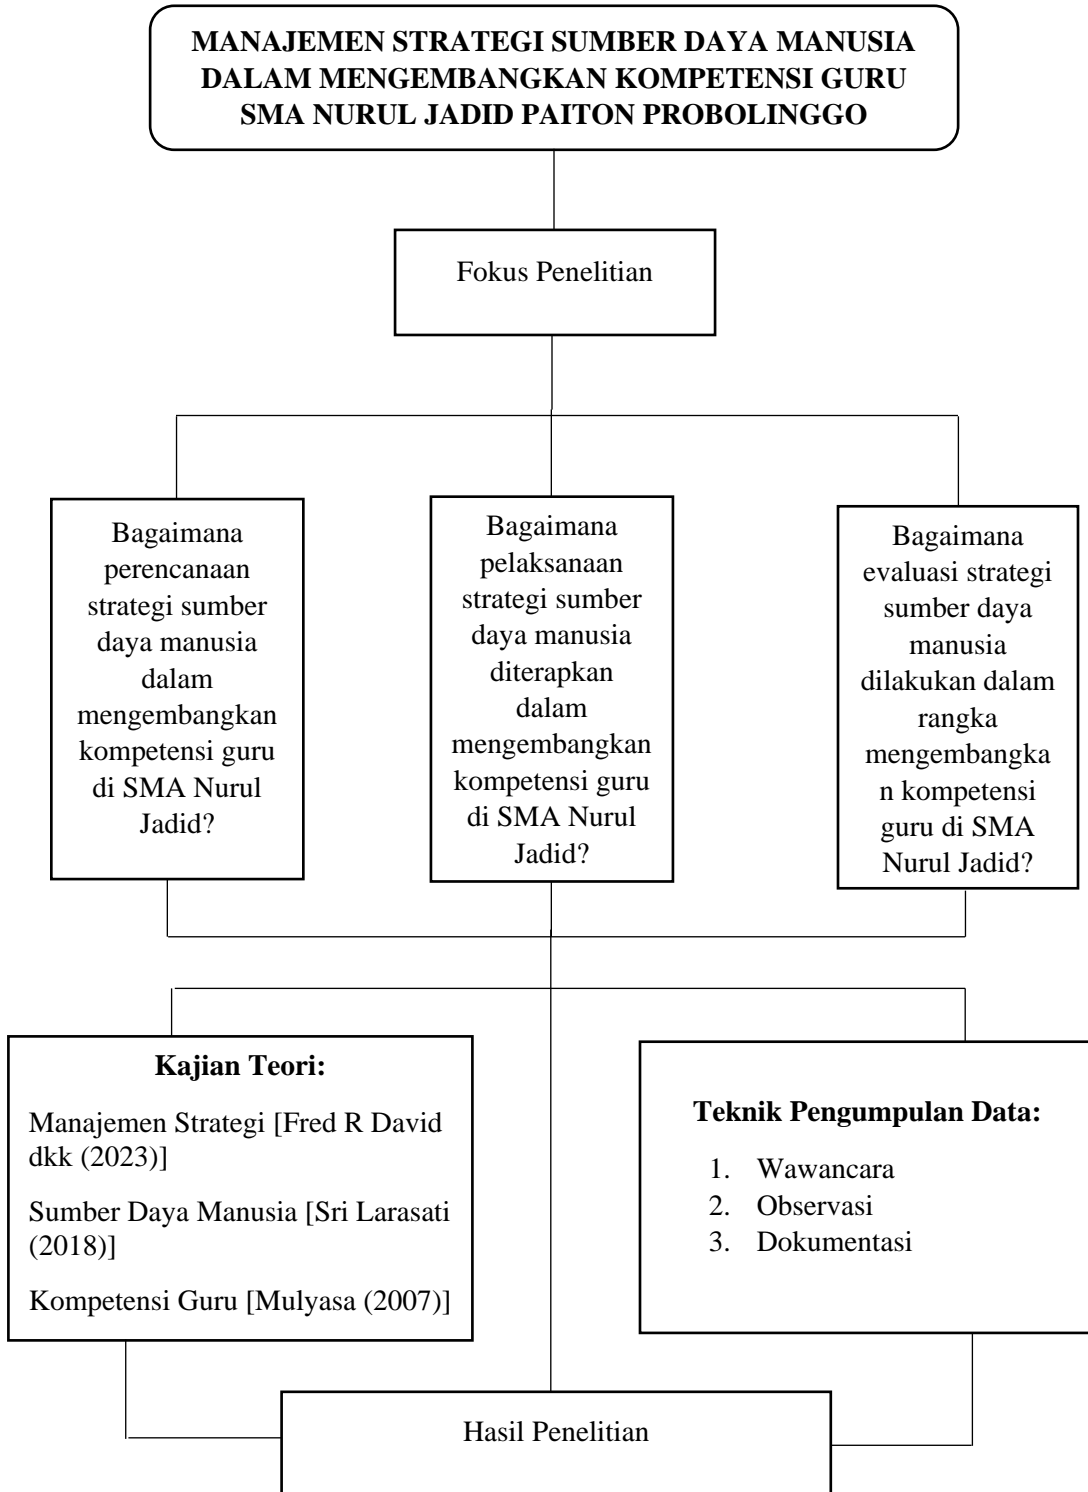 MANAJEMEN STRATEGI SUMBER DAYA MANUSIA
DALAM MENGEMBANGKAN KOMPETENSI GURU
SMA NURUL JADID PAITON PROBOLINGGO
Fokus Penelitian
Bagaimana
perencanaan
strategi sumber
daya manusia
dalam
mengembangkan
kompetensi guru
di SMA Nurul
Jadid?
Bagaimana
pelaksanaan
strategi sumber
daya manusia
diterapkan
dalam
mengembangkan
kompetensi guru
di SMA Nurul
Jadid?
Bagaimana
evaluasi strategi
sumber daya
manusia
dilakukan dalam
rangka
mengembangka
n kompetensi
guru di SMA
Nurul Jadid?
Kajian Teori:
Manajemen Strategi [Fred R David
dkk (2023)]
Sumber Daya Manusia [Sri Larasati
(2018)]
Kompetensi Guru [Mulyasa (2007)]
Teknik Pengumpulan Data:
1. Wawancara
2. Observasi
3. Dokumentasi
Hasil Penelitian